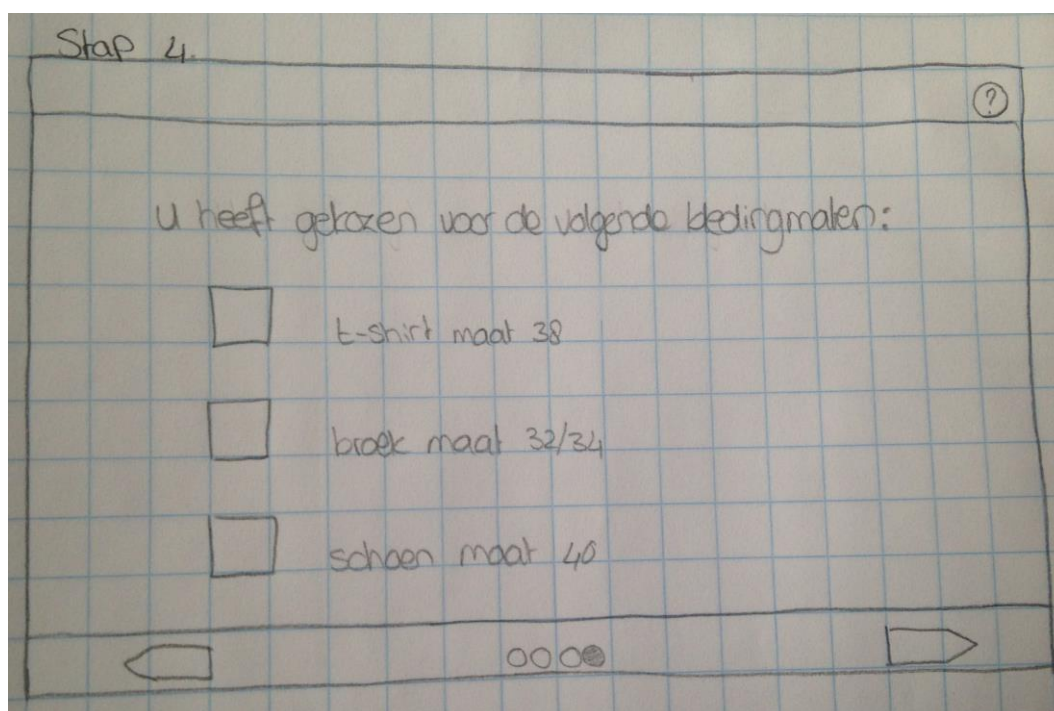 Stap 4.
?
U heeft gekozen voor de volgende kledingmaten:
t-shirt maat 38
broek maat 32/34
schoen maat 40